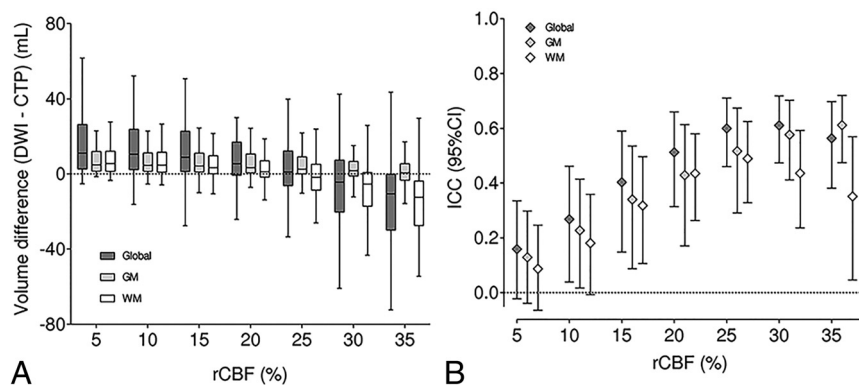 A
Volume difference (DWI - CTP) (mL)
80
40
0
-40
-80
Global
GM
WM
5 10 15 20 25 30 35
rCBF (%)
B
ICC (95%CI)
1.0
0.8
0.6
0.4
0.2
0.0
Global
GM
WM
5 10 15 20 25 30 35
rCBF (%)